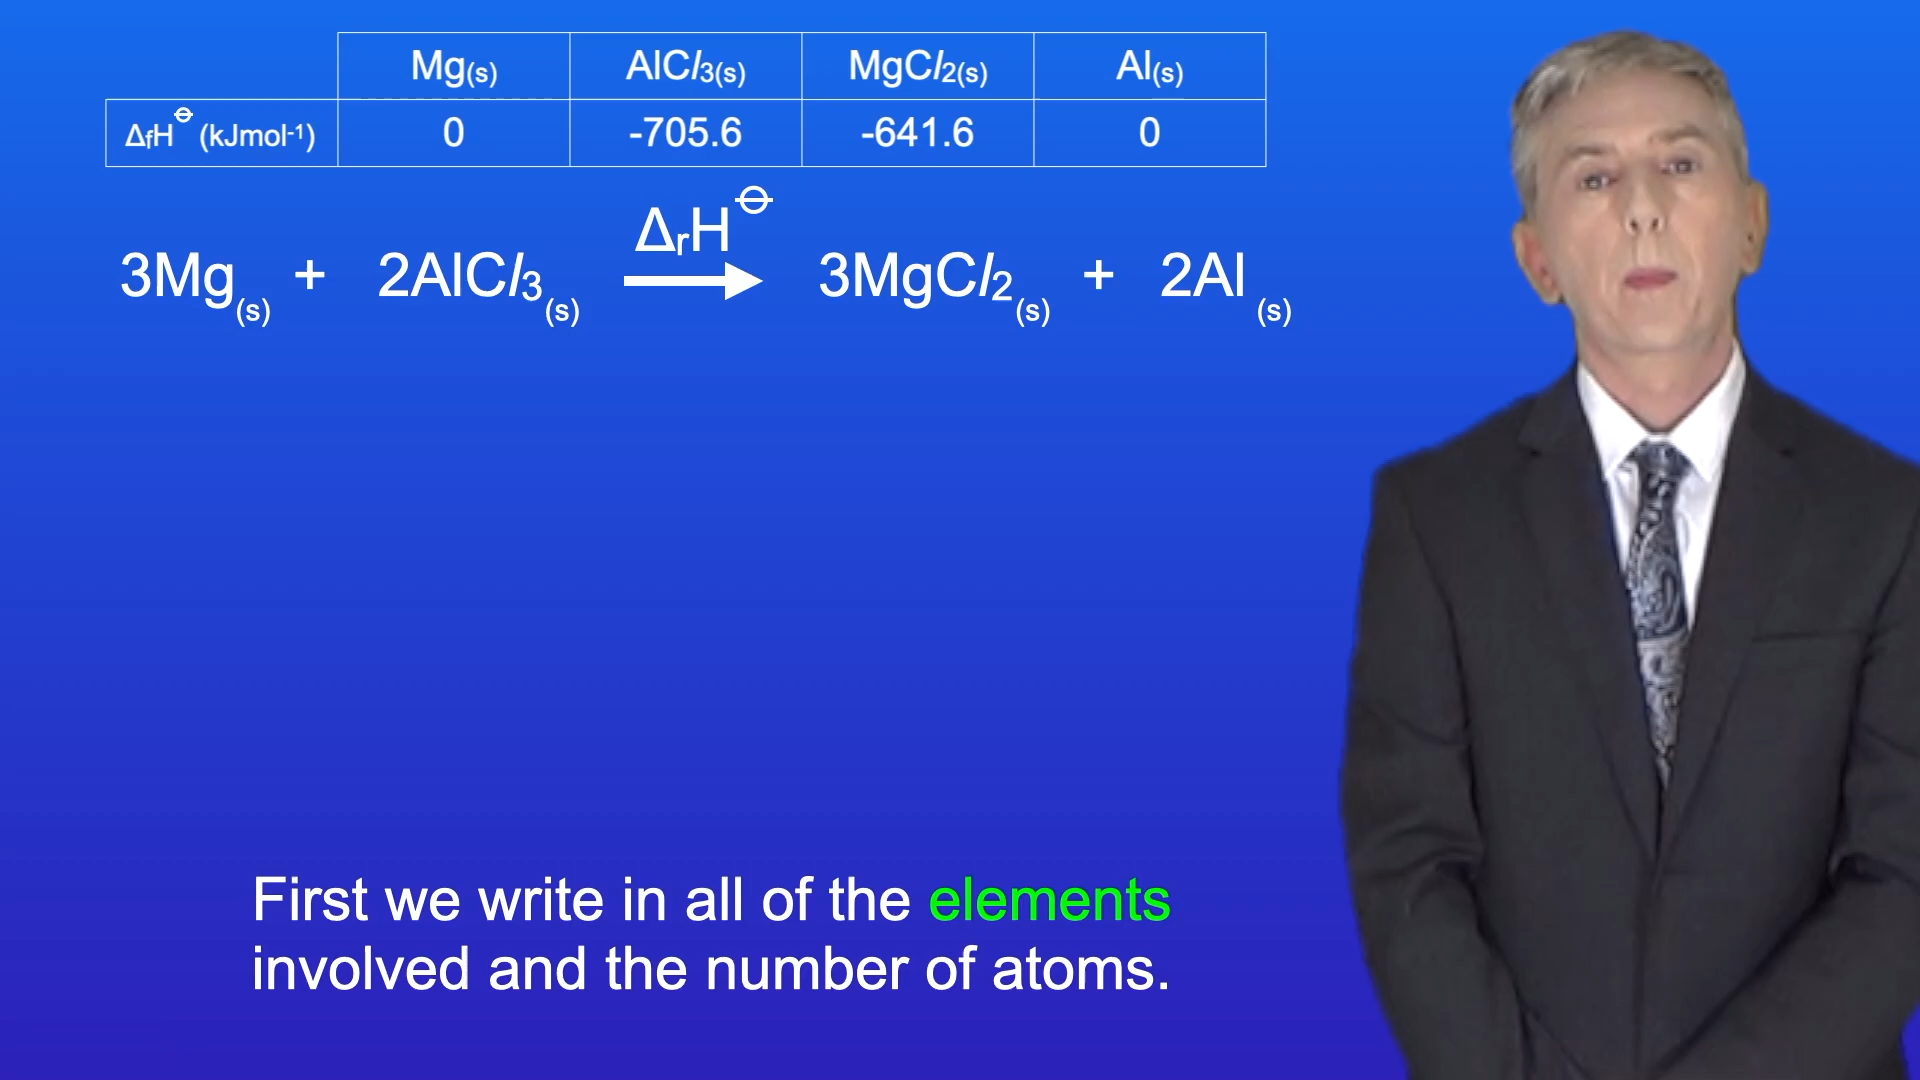 Mg(s) AlCl3(s) MgCl2(s) Al(s)
ΔfH⦵ (kJmol-1) 0 -705.6 -641.6 0
ΔrH⦵
3Mg(s) + 2AlCl3(s) → 3MgCl2(s) + 2Al(s)
First we write in all of the elements
involved and the number of atoms.